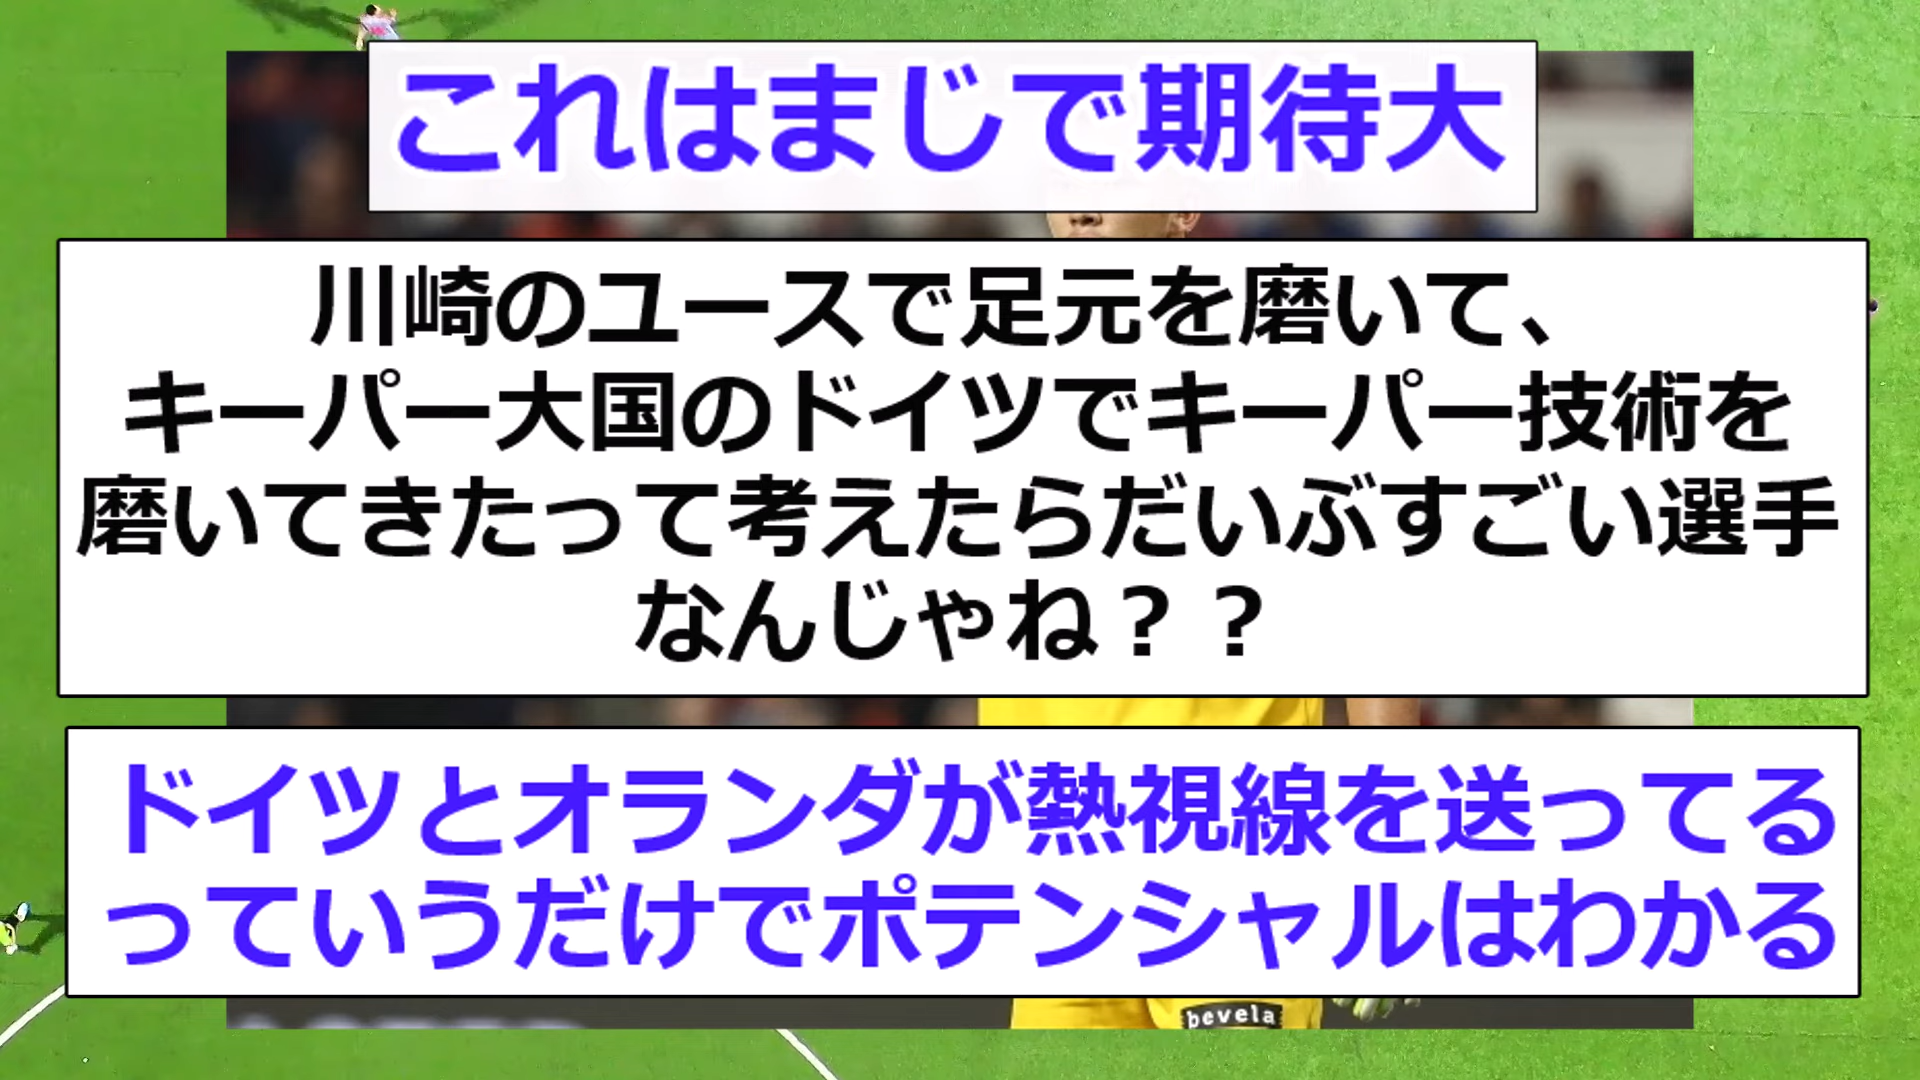 これはまじで期待大
川崎のユースで足元を磨いて、
キーパー大国のドイツでキーパー技術を
磨いてきたって考えたらだいぶすごい選手
なんじゃね？？
ドイツとオランダが熱視線を送ってる
っていうだけでポテンシャルはわかる
bevela